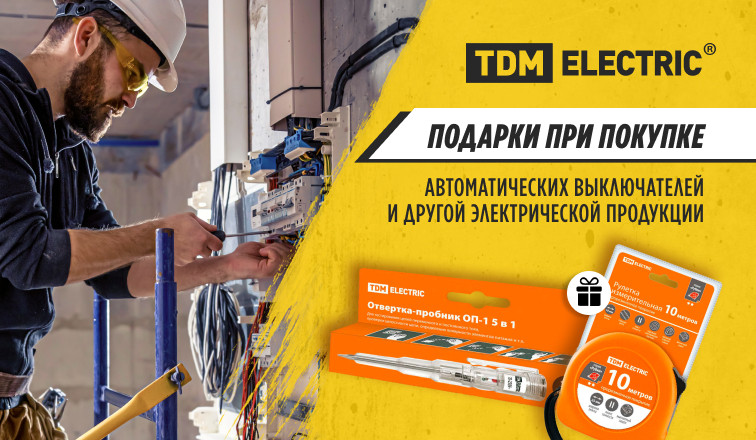 TDM ELECTRIC®
ПОДАРКИ ПРИ ПОКУПКЕ
АВТОМАТИЧЕСКИХ ВЫКЛЮЧАТЕЛЕЙ
И ДРУГОЙ ЭЛЕКТРИЧЕСКОЙ ПРОДУКЦИИ
TDM ELECTRIC
Отвертка-пробник ОП-1 5 в 1
TDM ELECTRIC
Рулетка
измерительная 10
метров
TDM ELECTRIC
10
метров